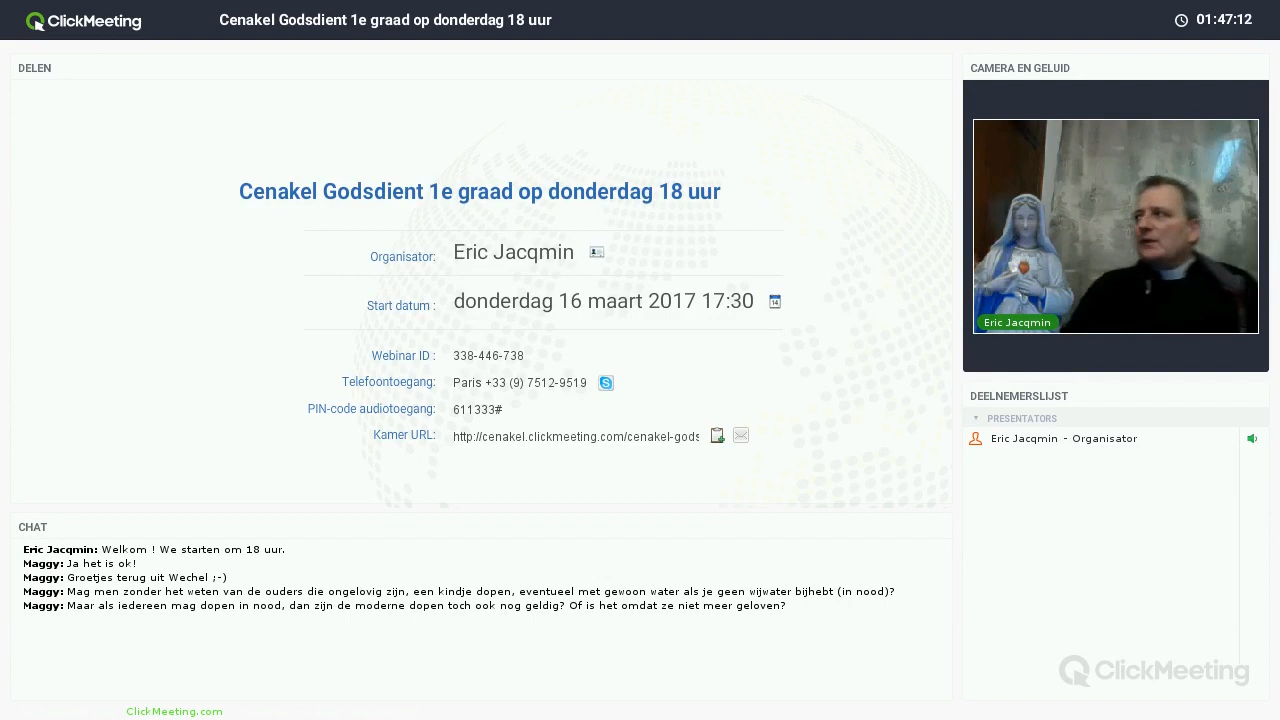 ClickMeeting
Cenakel Godsdient 1e graad op donderdag 18 uur
01:47:12
DELEN
Cenakel Godsdient 1e graad op donderdag 18 uur
Organisator: Eric Jacqmin
Start datum : donderdag 16 maart 2017 17:30
14
Webinar ID : 338-446-738
Telefoontoegang: Paris +33 (9) 7512-9519
PIN-code audiotoegang: 611333#
Kamer URL: http://cenakel.clickmeeting.com/cenakel-gods
CHAT
Eric Jacqmin: Welkom ! We starten om 18 uur.
Maggy: Ja het is ok!
Maggy: Groetjes terug uit Wechel ;-)
Maggy: Mag men zonder het weten van de ouders die ongelovig zijn, een kindje dopen, eventueel met gewoon water als je geen wijwater bijhebt (in nood)?
Maggy: Maar als iedereen mag dopen in nood, dan zijn de moderne dopen toch ook nog geldig? Of is het omdat ze niet meer geloven?
ClickMeeting.com
CAMERA EN GELUID
Eric Jacqmin
DEELNEMERSLIJST
PRESENTATORS
Eric Jacqmin - Organisator
ClickMeeting